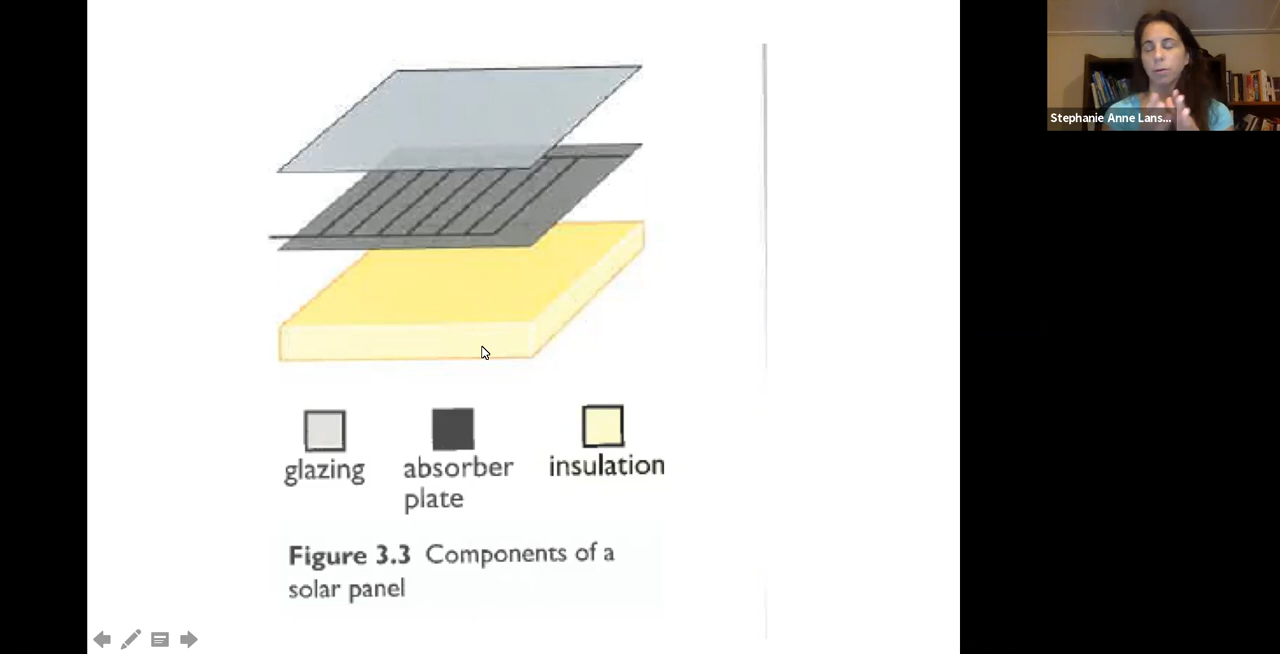 Stephanie Anne Lans...
glazing
absorber
plate
insulation
Figure 3.3 Components of a
solar panel